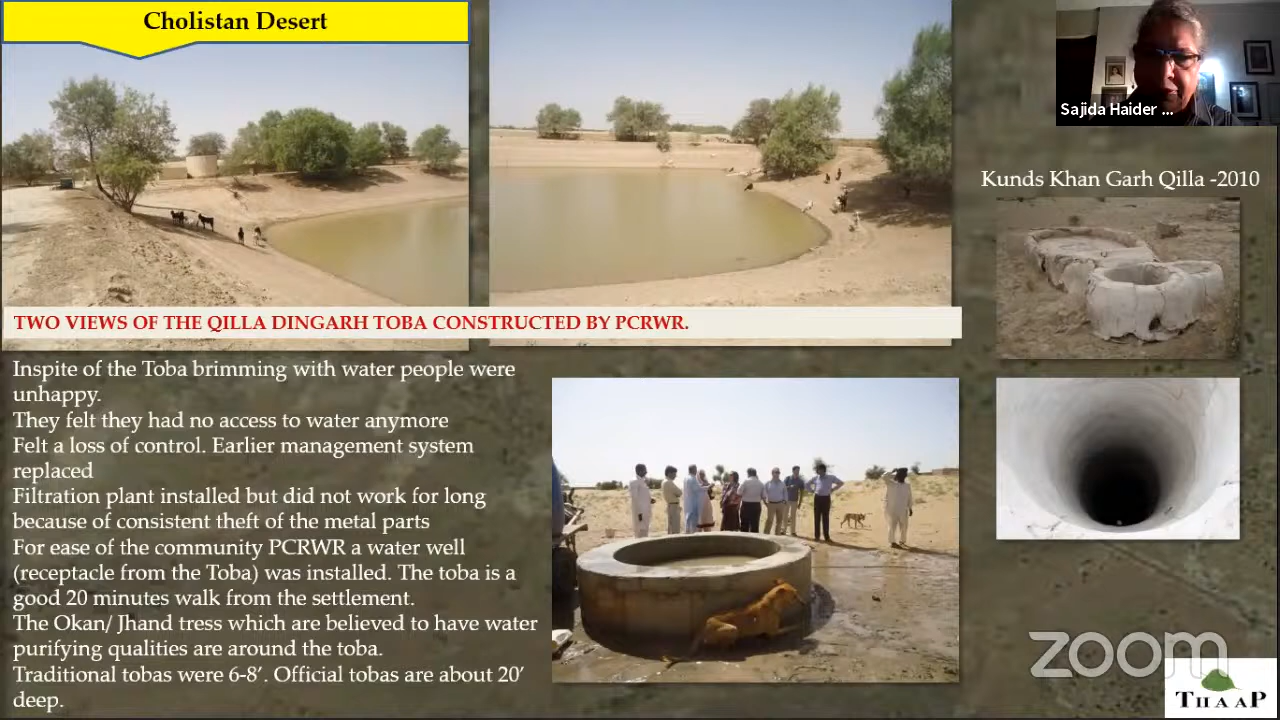 Cholistan Desert
Sajida Haider ...
Kunds Khan Garh Qilla -2010
TWO VIEWS OF THE QILLA DINGARH TOBA CONSTRUCTED BY PCRWR.
Inspite of the Toba brimming with water people were
unhappy.
They felt they had no access to water anymore
Felt a loss of control. Earlier management system
replaced
Filtration plant installed but did not work for long
because of consistent theft of the metal parts
For ease of the community PCRWR a water well
(receptacle from the Toba) was installed. The toba is a
good 20 minutes walk from the settlement.
The Okan/ Jhand tress which are believed to have water
purifying qualities are around the toba.
Traditional tobas were 6-8’. Official tobas are about 20’
deep.
zoom
THAAP